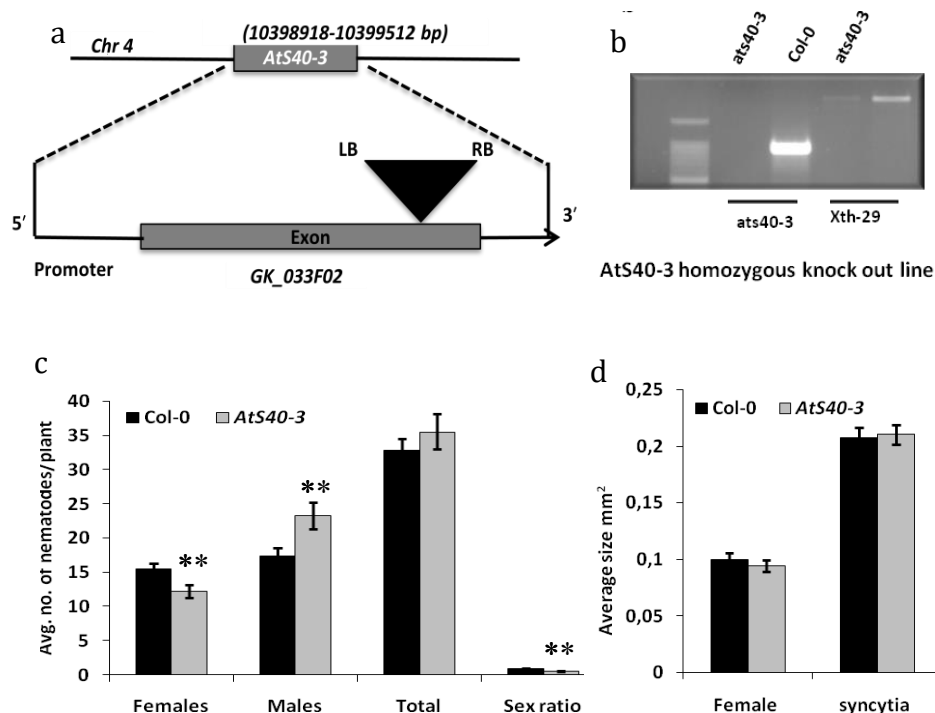 a
(10398918-10399512 bp)
Chr 4
AtS40-3
LB
RB
5′
3′
Exon
Promoter
GK_033F02
b
ats40-3
Col-0
ats40-3
ats40-3
Xth-29
AtS40-3 homozygous knock out line
c
Avg. no. of nematodes/plant
40
35
30
25
20
15
10
5
0
Col-0
AtS40-3
**
**
**
Females
Males
Total
Sex ratio
d
Average size mm²
0,25
0,2
0,15
0,1
0,05
0
Col-0
AtS40-3
Female
syncytia